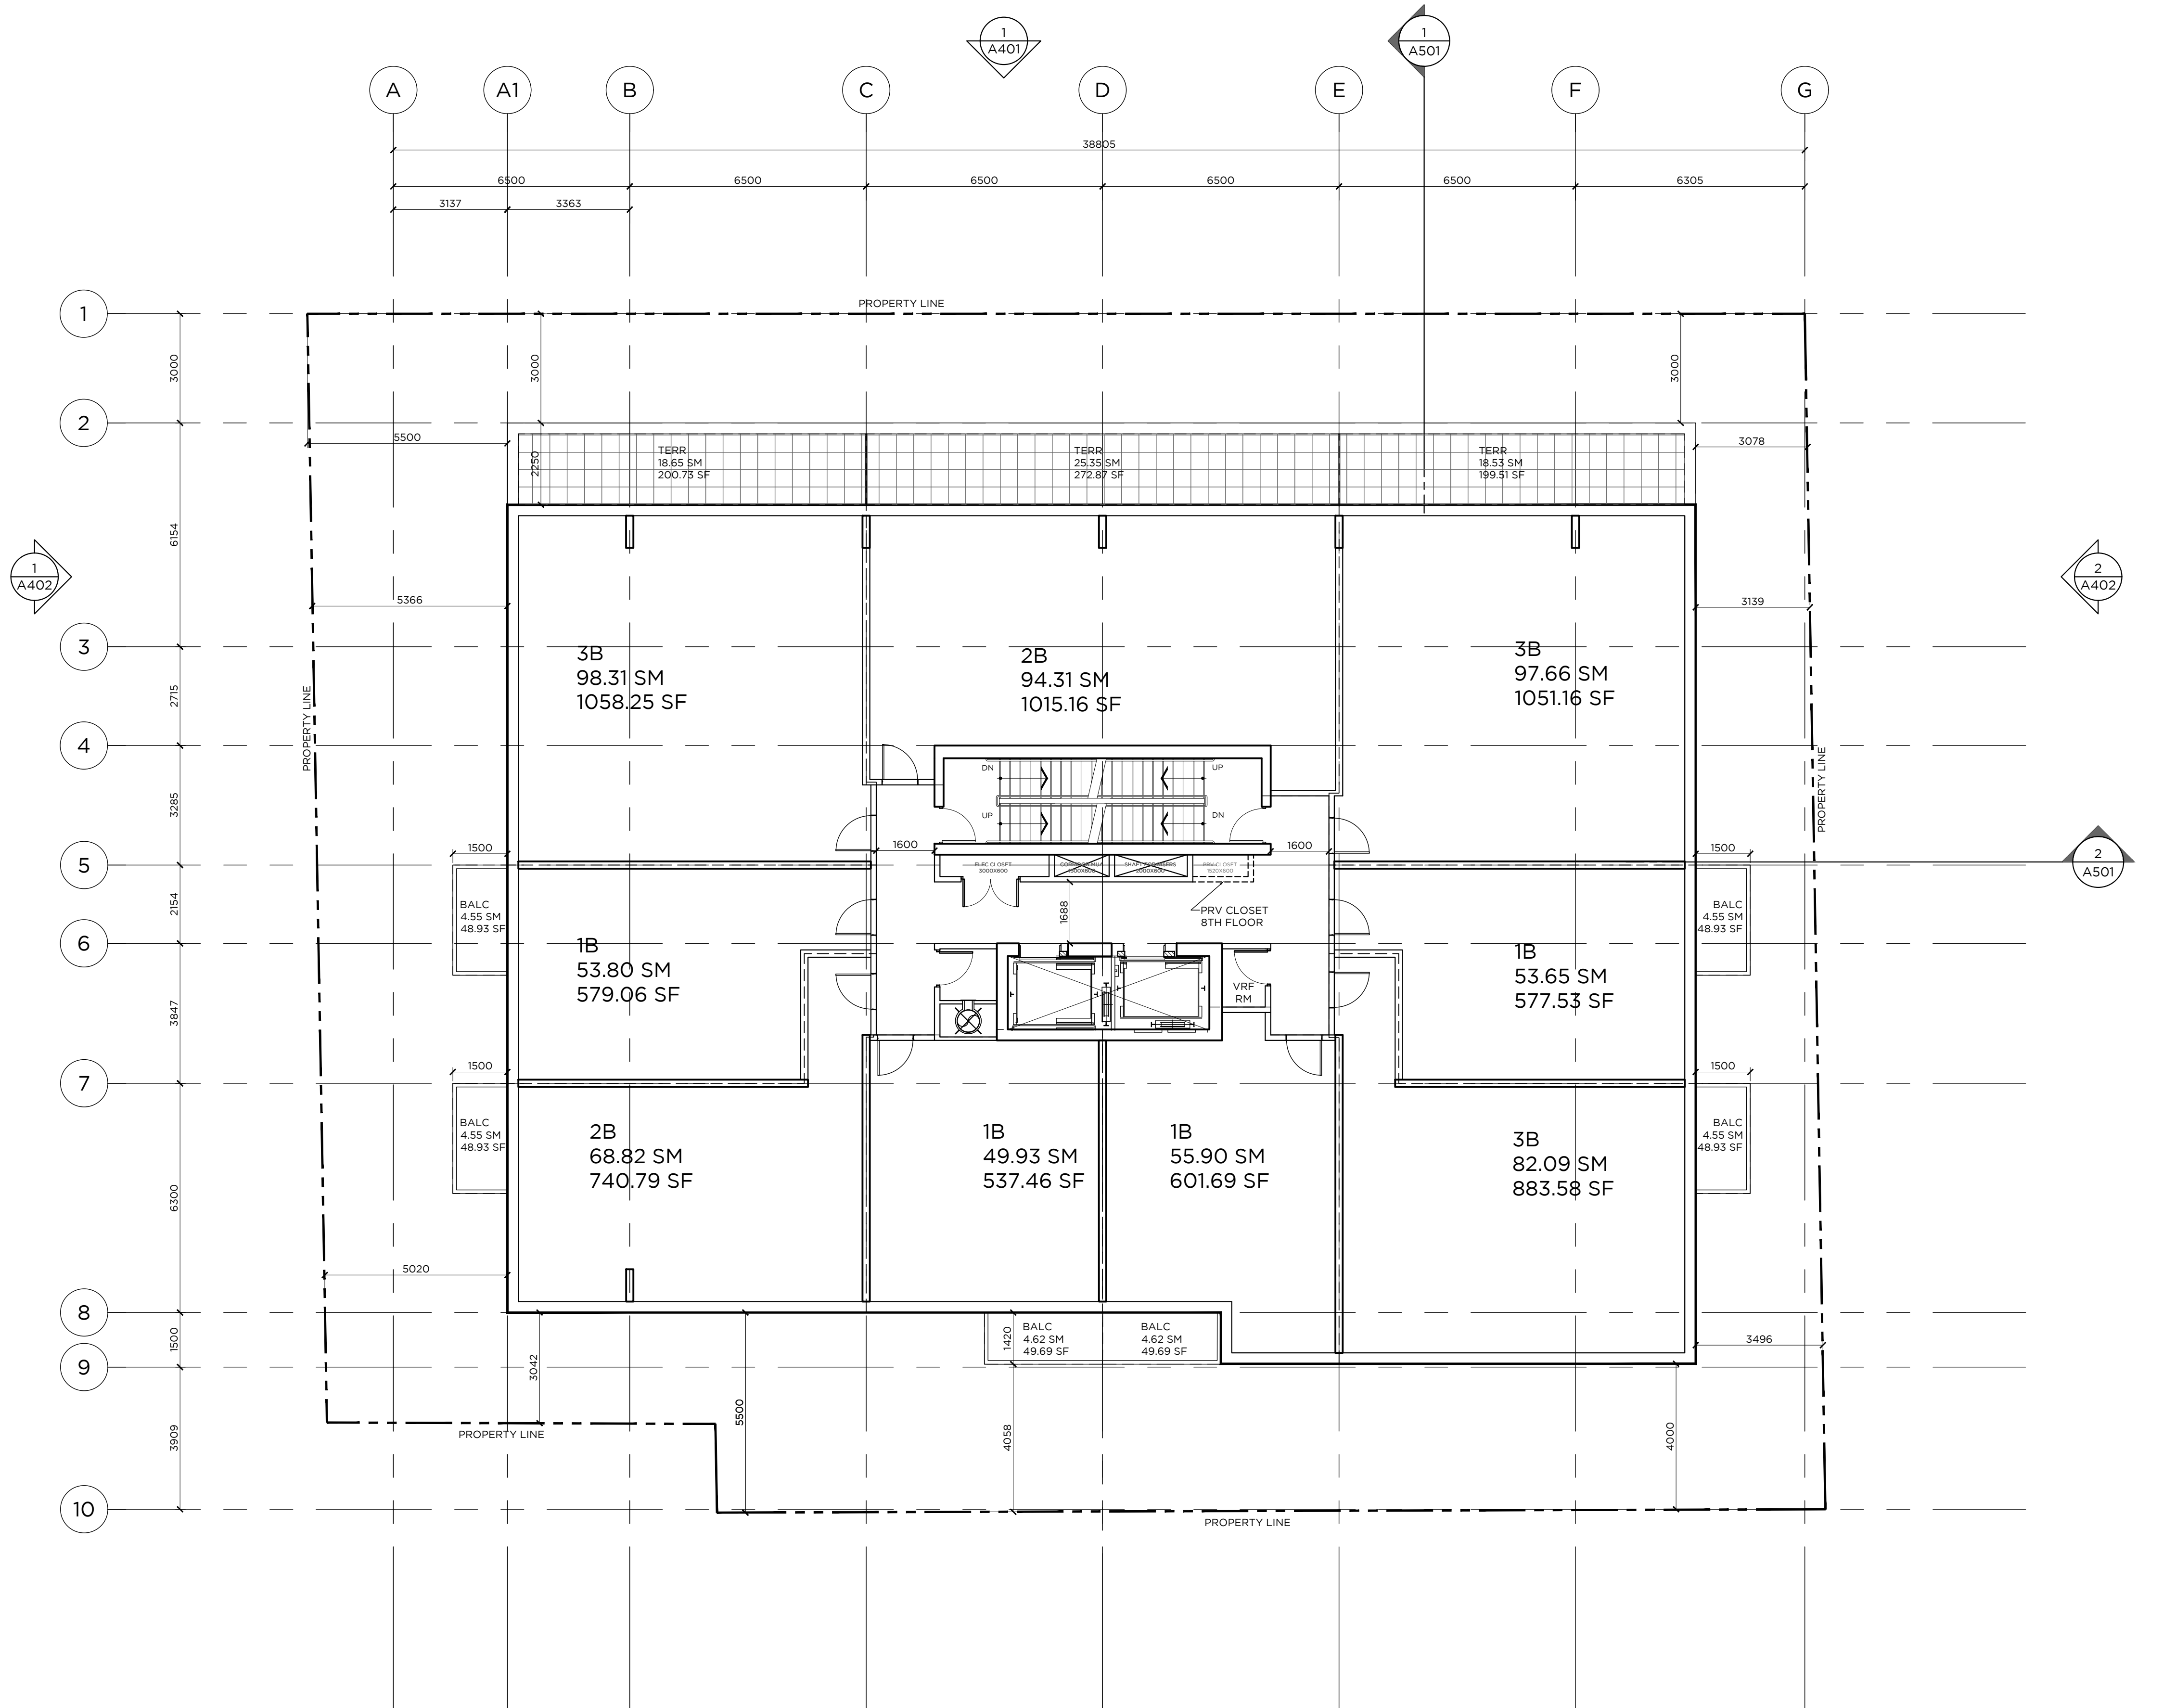 1
A401
1
A501
A
A1
B
C
D
E
F
G
38805
6500
6500
6500
6500
6500
6305
3137
3363
1
PROPERTY LINE
3000
3000
3000
2
5500
3078
2250
TERR
18.65 SM
200.73 SF
TERR
25.35 SM
272.87 SF
TERR
18.53 SM
199.51 SF
6154
1
A402
2
A402
5366
3139
3
3B
98.31 SM
1058.25 SF
2B
94.31 SM
1015.16 SF
3B
97.66 SM
1051.16 SF
2715
PROPERTY LINE
PROPERTY LINE
4
DN
UP
UP
DN
3285
1500
1600
1600
1500
5
ELEC CLOSET
3000X600
1500X600
2000X600
PRV CLOSET
1520X600
2
A501
2154
BALC
4.55 SM
48.93 SF
1688
PRV CLOSET
8TH FLOOR
BALC
4.55 SM
48.93 SF
6
1B
53.80 SM
579.06 SF
1B
53.65 SM
577.53 SF
VRF
RM
3847
1500
1500
7
BALC
4.55 SM
48.93 SF
2B
68.82 SM
740.79 SF
1B
49.93 SM
537.46 SF
1B
55.90 SM
601.69 SF
3B
82.09 SM
883.58 SF
BALC
4.55 SM
48.93 SF
6300
5020
8
1500
1420
BALC
4.62 SM
49.69 SF
BALC
4.62 SM
49.69 SF
3496
9
3042
5500
4058
4000
3909
PROPERTY LINE
10
PROPERTY LINE